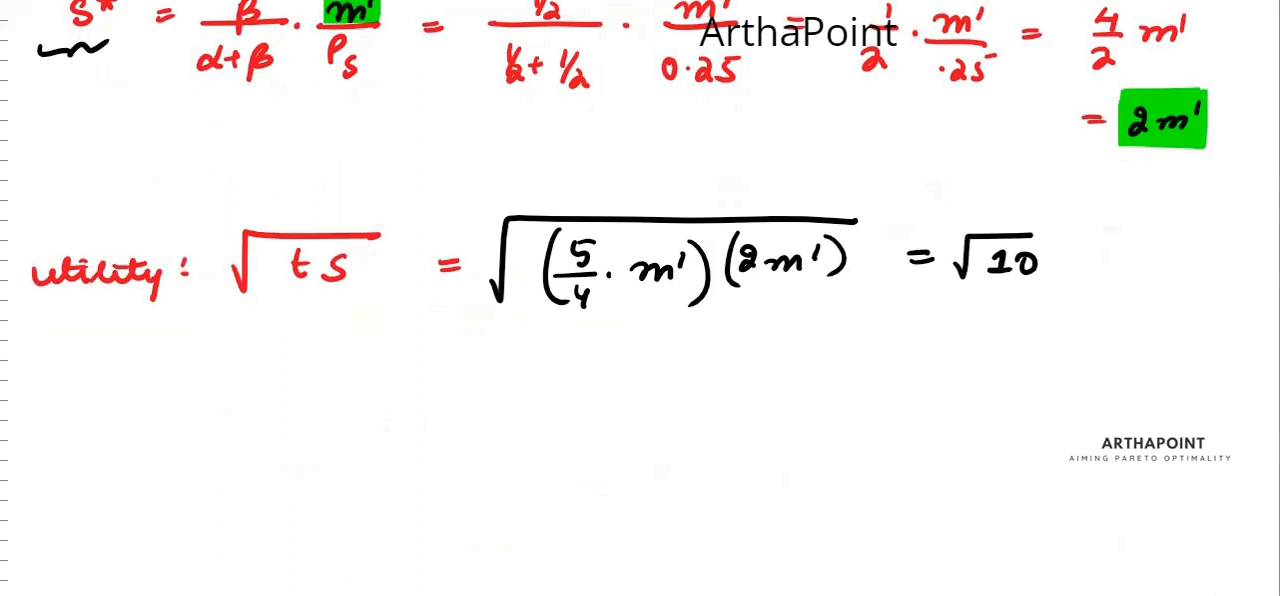 S* = β/(α+β) · m'/Ps = ½/(½+½) · m'/0.25 = 1/2 · m'/.25 = 4/2 m'
ArthaPoint
= 2m'
utility: √(ts) = √((5/4 · m')(2m')) = √10
ARTHAPOINT
AIMING PARETO OPTIMALITY